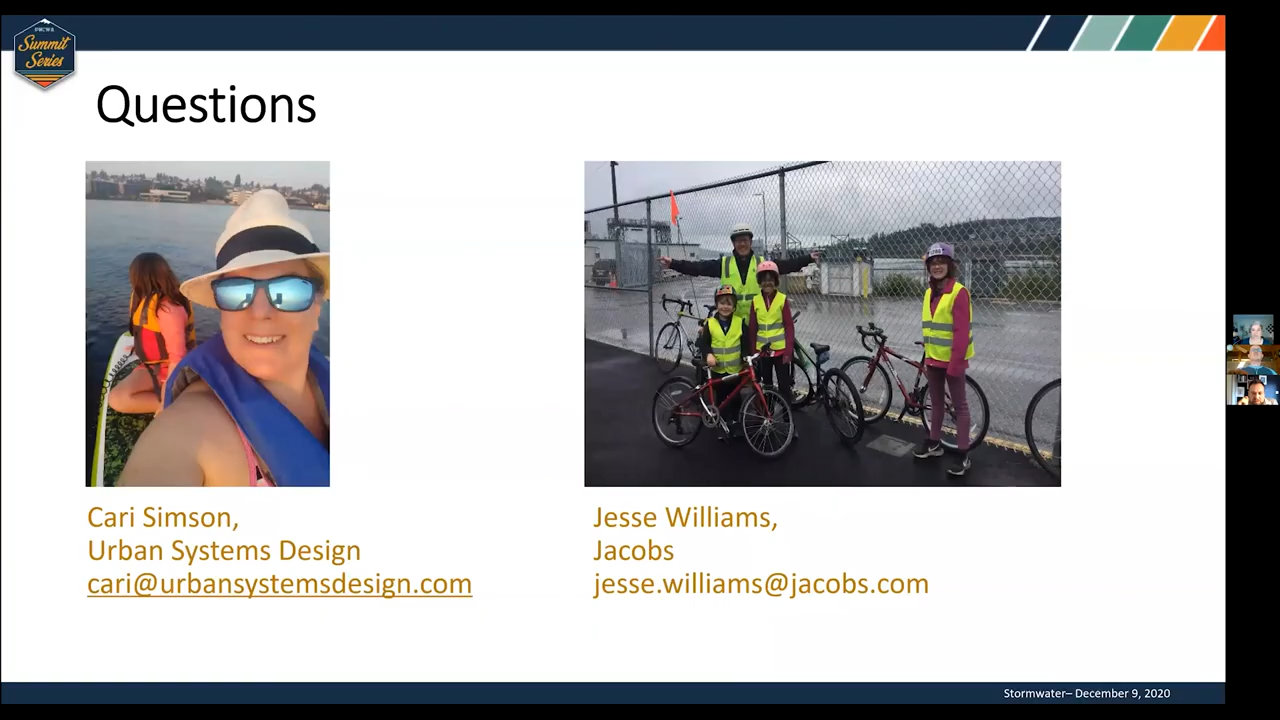 PNCWA
Summit
Series
Questions
Cari Simson,
Urban Systems Design
cari@urbansystemsdesign.com
Jesse Williams,
Jacobs
jesse.williams@jacobs.com
Stormwater– December 9, 2020